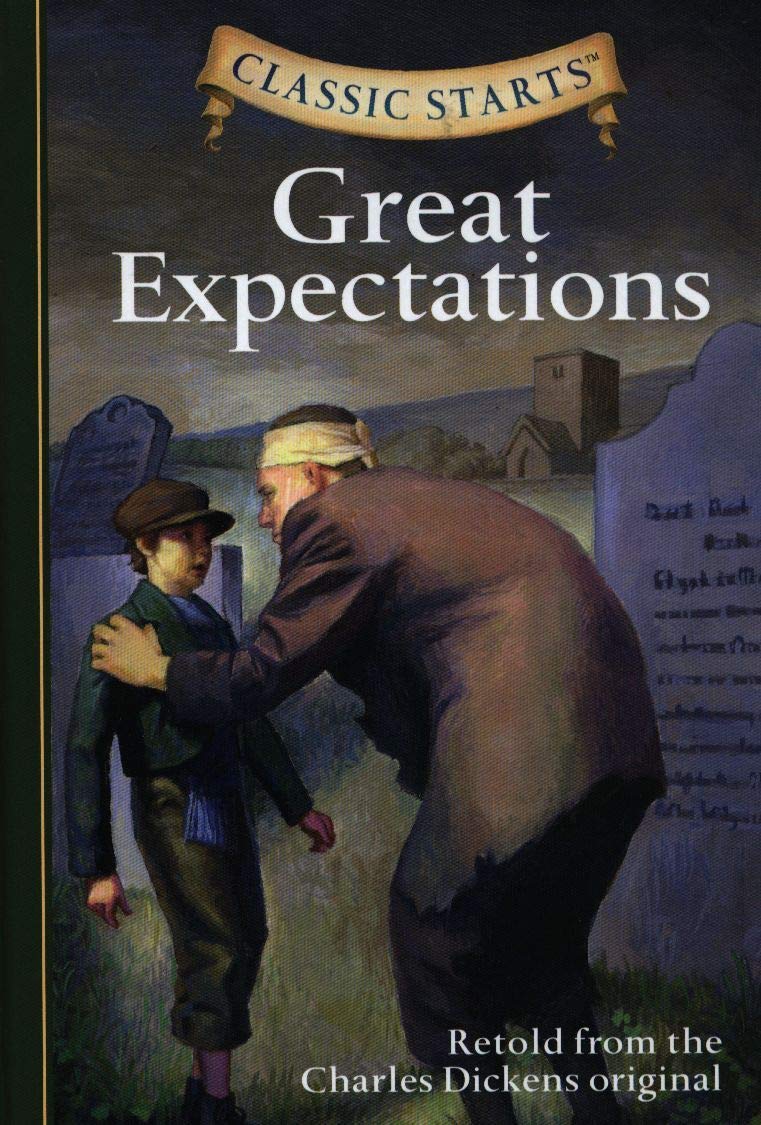 CLASSIC STARTS™
Great
Expectations
Retold from the
Charles Dickens original